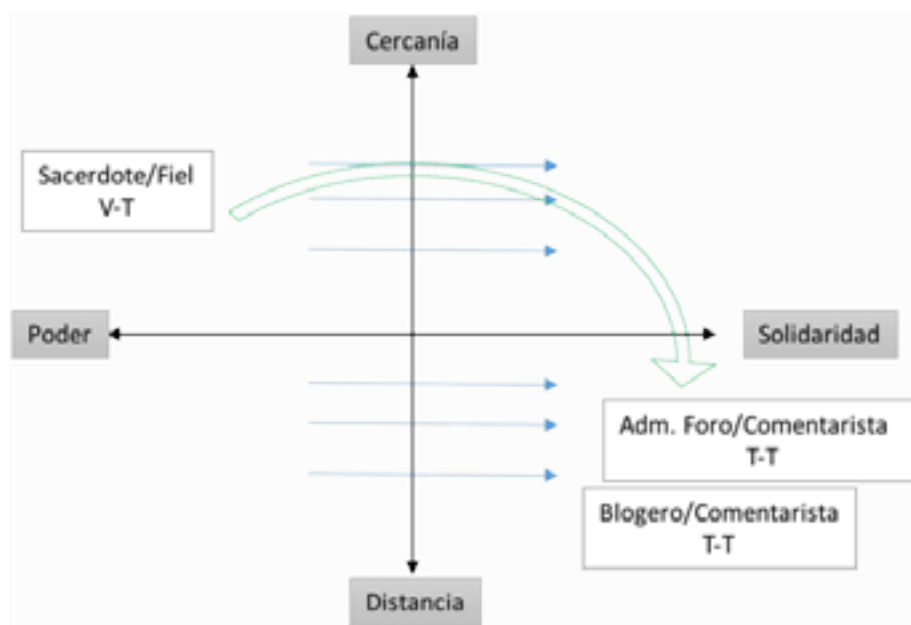 Cercanía
Sacerdote/Fiel
V-T
Poder
Solidaridad
Adm. Foro/Comentarista
T-T
Blogero/Comentarista
T-T
Distancia